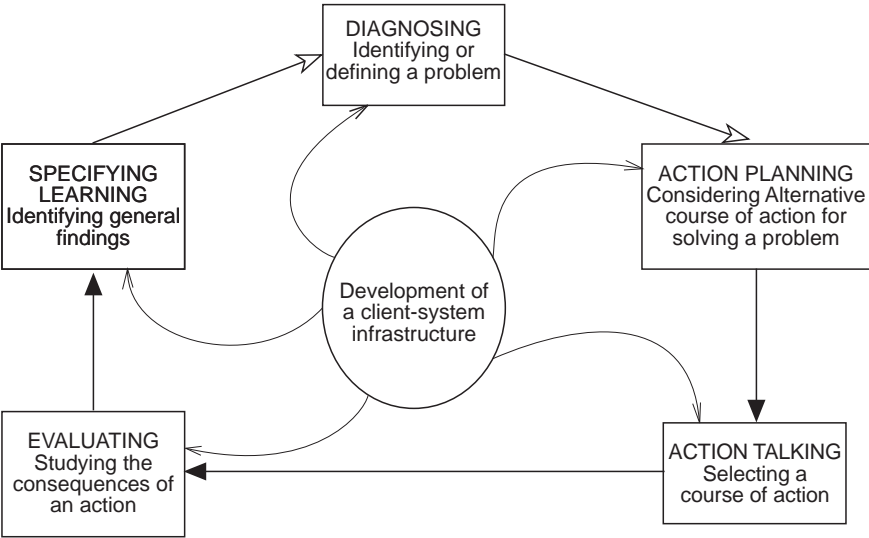 DIAGNOSING
Identifying or
defining a problem
SPECIFYING
LEARNING
Identifying general
findings
ACTION PLANNING
Considering Alternative
course of action for
solving a problem
Development of
a client-system
infrastructure
EVALUATING
Studying the
consequences of
an action
ACTION TALKING
Selecting a
course of action